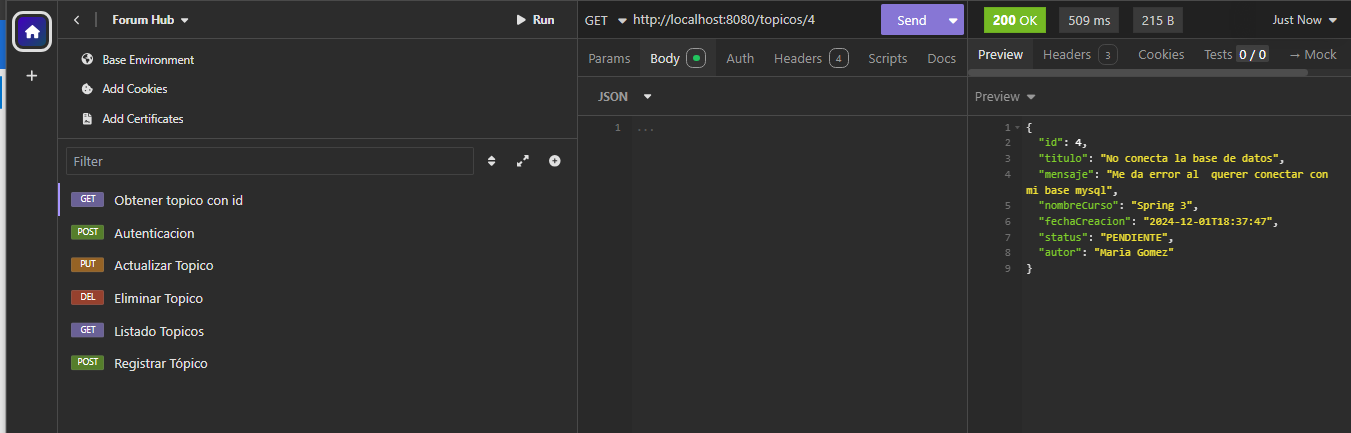 Forum Hub
Run
Base Environment
Add Cookies
Add Certificates
Filter
GET Obtener topico con id
POST Autenticacion
PUT Actualizar Topico
DEL Eliminar Topico
GET Listado Topicos
POST Registrar Tópico
GET http://localhost:8080/topicos/4 Send
Params Body Auth Headers 4 Scripts Docs
JSON
1 ...
200 OK 509 ms 215 B Just Now
Preview Headers 3 Cookies Tests 0 / 0 → Mock
Preview
1 {
2 "id": 4,
3 "titulo": "No conecta la base de datos",
4 "mensaje": "Me da error al  querer conectar con
mi base mysql",
5 "nombreCurso": "Spring 3",
6 "fechaCreacion": "2024-12-01T18:37:47",
7 "status": "PENDIENTE",
8 "autor": "Maria Gomez"
9 }